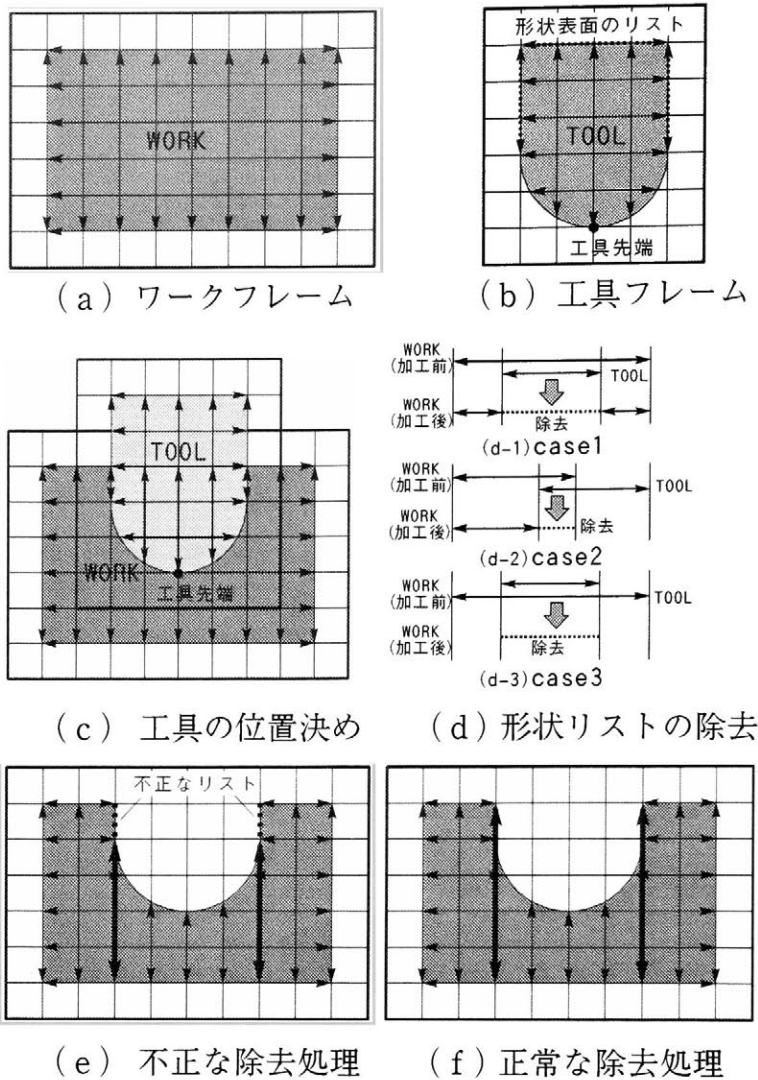 WORK
(a) ワークフレーム
形状表面のリスト
TOOL
工具先端
(b) 工具フレーム
TOOL
WORK
工具先端
(c) 工具の位置決め
WORK
(加工前)
TOOL
WORK
(加工後)
除去
(d-1)case1
WORK
(加工前)
TOOL
WORK
(加工後)
除去
(d-2)case2
WORK
(加工前)
TOOL
WORK
(加工後)
除去
(d-3)case3
(d)形状リストの除去
不正なリスト
(e) 不正な除去処理
(f)正常な除去処理